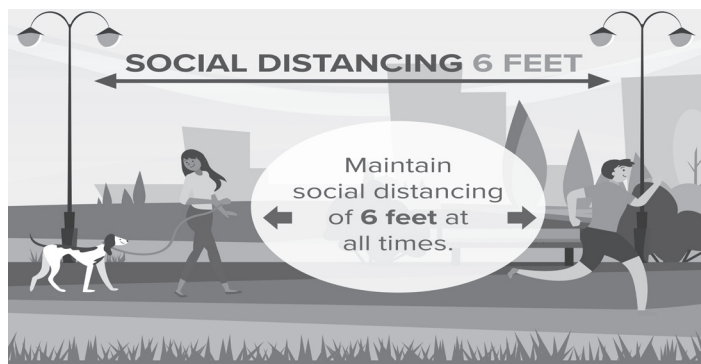 SOCIAL DISTANCING 6 FEET
Maintain
social distancing
of 6 feet at
all times.